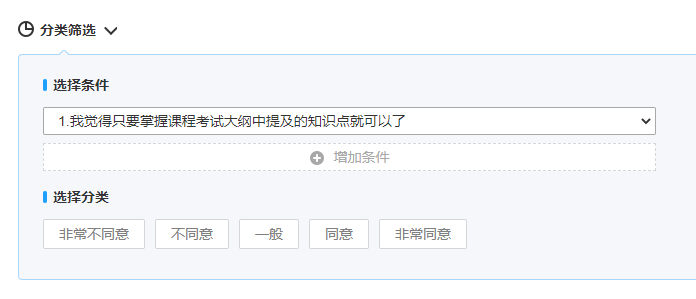 分类筛选
选择条件
1.我觉得只要掌握课程考试大纲中提及的知识点就可以了
增加条件
选择分类
非常不同意 不同意 一般 同意 非常同意